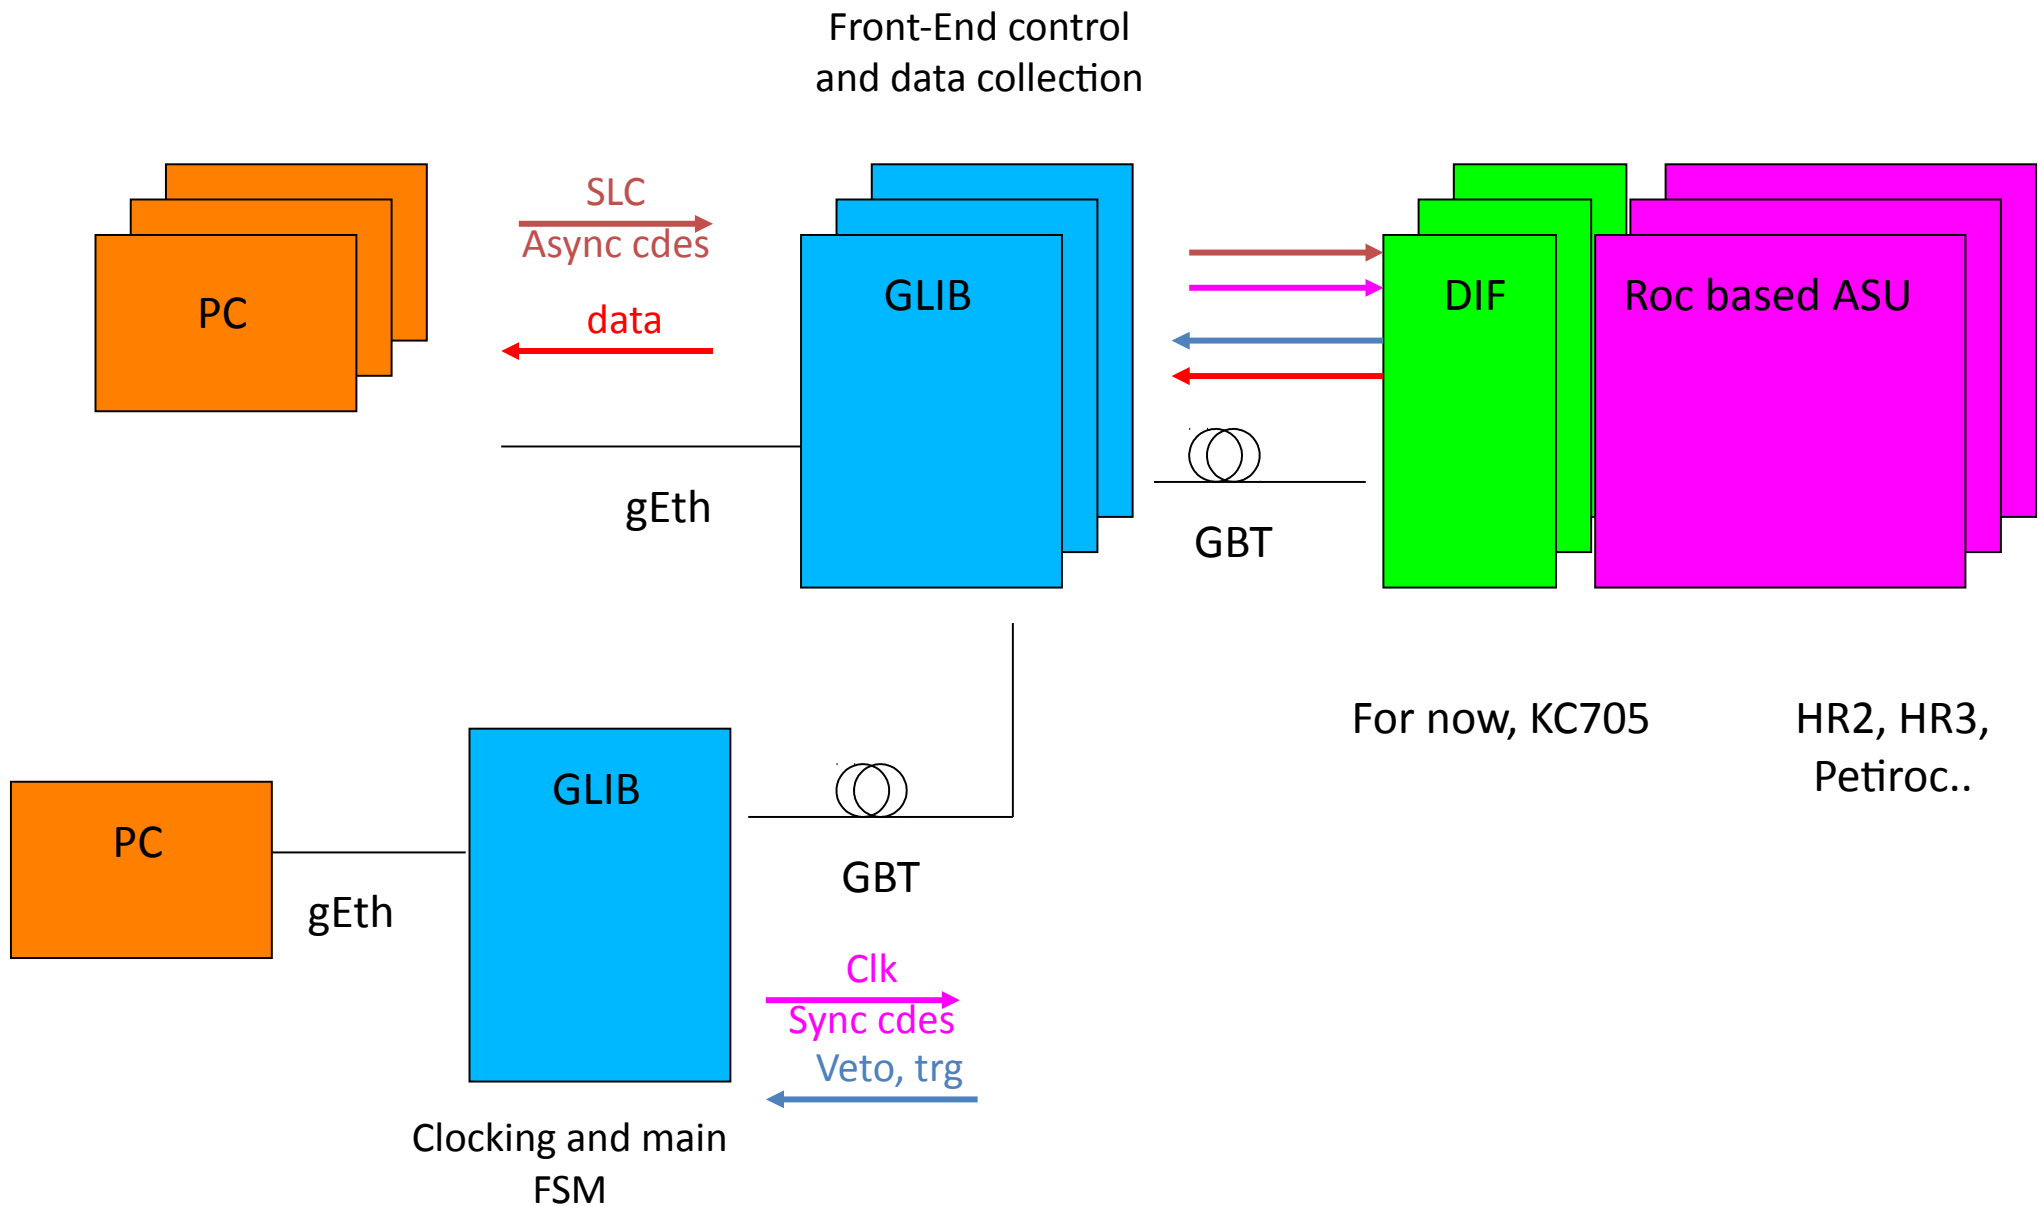 Front-End control
and data collection
SLC
Async cdes
PC
data
GLIB
DIF
Roc based ASU
gEth
GBT
For now, KC705
HR2, HR3,
Petiroc..
PC
gEth
GLIB
GBT
Clk
Sync cdes
Veto, trg
Clocking and main
FSM